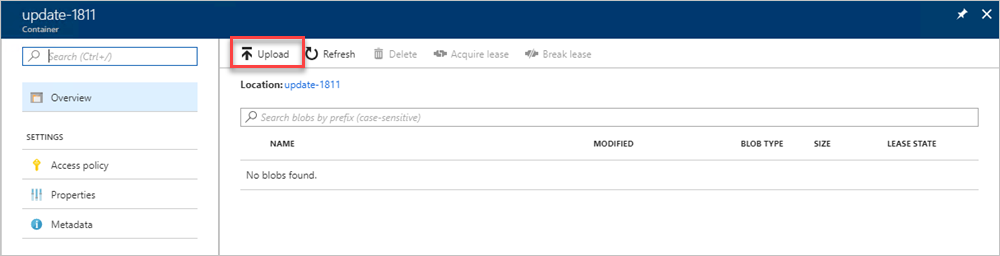 update-1811
Container
Search (Ctrl+/)
Overview
SETTINGS
Access policy
Properties
Metadata
Upload Refresh Delete Acquire lease Break lease
Location: update-1811
Search blobs by prefix (case-sensitive)
NAME MODIFIED BLOB TYPE SIZE LEASE STATE
No blobs found.